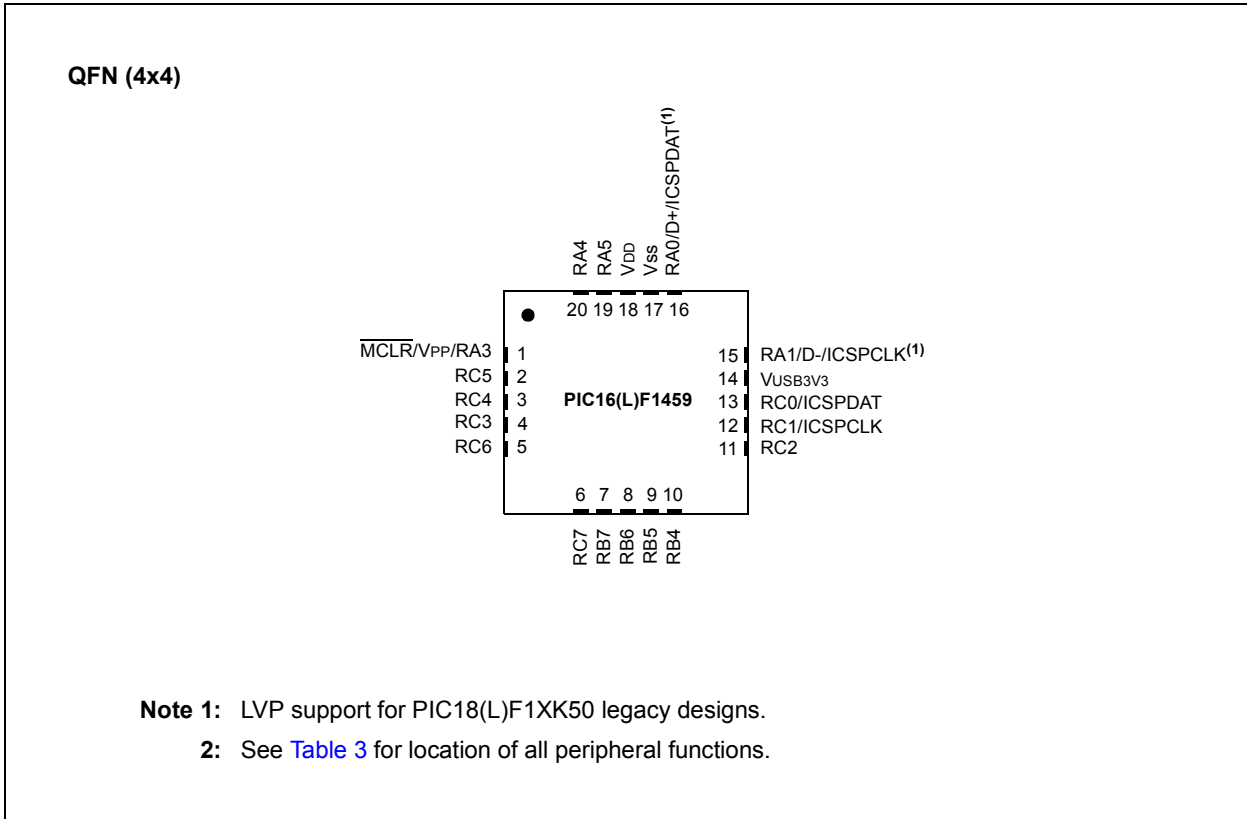 QFN (4x4)
RA4
RA5
VDD
Vss
RA0/D+/ICSPDAT(1)
20 19 18 17 16
MCLR/VPP/RA3 1
RC5 2
RC4 3
RC3 4
RC6 5
PIC16(L)F1459
15 RA1/D-/ICSPCLK(1)
14 VUSB3V3
13 RC0/ICSPDAT
12 RC1/ICSPCLK
11 RC2
6 7 8 9 10
RC7
RB7
RB6
RB5
RB4
Note 1: LVP support for PIC18(L)F1XK50 legacy designs.
2: See Table 3 for location of all peripheral functions.